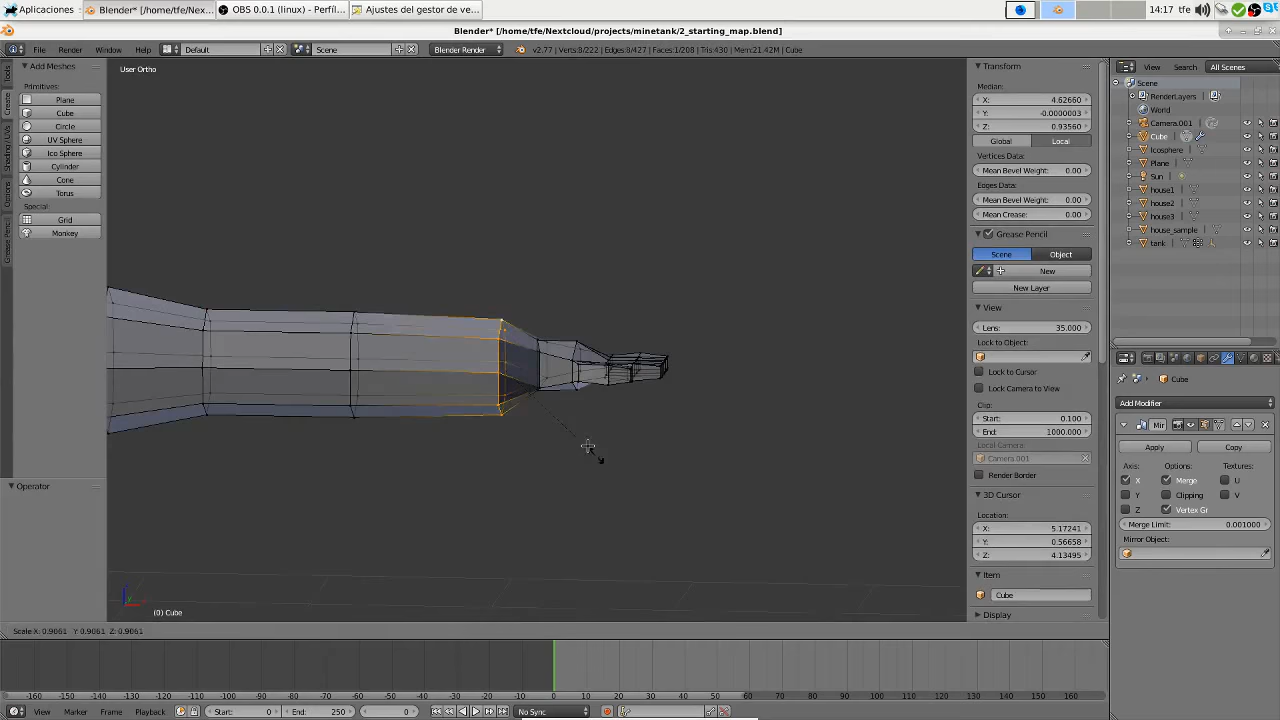 Aplicaciones
Blender* [/home/tfe/Nex...
OBS 0.0.1 (linux) - Perfíl...
Ajustes del gestor de ve...
14:17 tfe
Blender* [/home/tfe/Nextcloud/projects/minetank/2_starting_map.blend]
File Render Window Help
Default
Scene
Blender Render
v2.77 | Verts:8/222 | Edges:8/427 | Faces:1/208 | Tris:430 | Mem:21.42M | Cube
View Search All Scenes
Add Meshes
Primitives:
Plane
Cube
Circle
UV Sphere
Ico Sphere
Cylinder
Cone
Torus
Special:
Grid
Monkey
Operator
Tools
Create
Shading / UVs
Options
Grease Pencil
User Ortho
(0) Cube
Transform
Median:
X: 4.62660
Y: -0.0000003
Z: 0.93560
Global Local
Vertices Data:
Mean Bevel Weight: 0.00
Edges Data:
Mean Bevel Weight: 0.00
Mean Crease: 0.00
Grease Pencil
Scene Object
New
New Layer
View
Lens: 35.000
Lock to Object:
Lock to Cursor
Lock Camera to View
Clip:
Start: 0.100
End: 1000.000
Local Camera:
Camera.001
Render Border
3D Cursor
Location:
X: 5.17241
Y: 0.56658
Z: 4.13495
Item
Cube
Display
Scene
RenderLayers
World
Camera.001
Cube
Icosphere
Plane
Sun
house1
house2
house3
house_sample
tank
Cube
Add Modifier
Mir
Apply Copy
Axis: Options: Textures:
X Merge U
Y Clipping V
Z Vertex Gr
Merge Limit: 0.001000
Mirror Object:
Scale X: 0.9061 Y: 0.9061 Z: 0.9061
-160 -150 -140 -130 -120 -110 -100 -90 -80 -70 -60 -50 -40 -30 -20 -10 0 10 20 30 40 50 60 70 80 90 100 110 120 130 140 150 160
View Marker Frame Playback
Start: 0
End: 250
0
No Sync